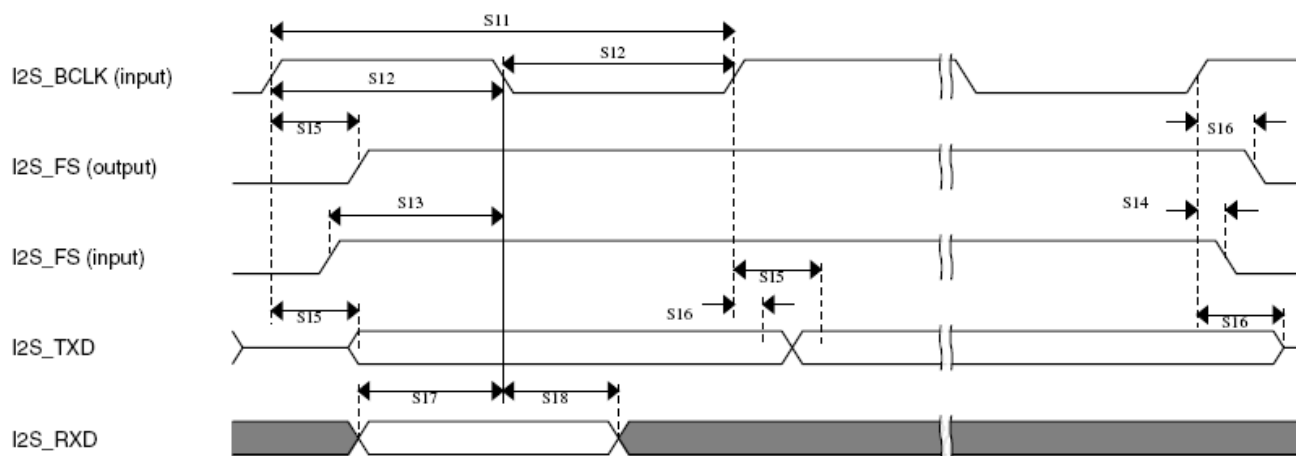 S11
I2S_BCLK (input)
S12
S12
S15
S16
I2S_FS (output)
S13
S14
I2S_FS (input)
S15
S15
S16
S16
I2S_TXD
S17
S18
I2S_RXD